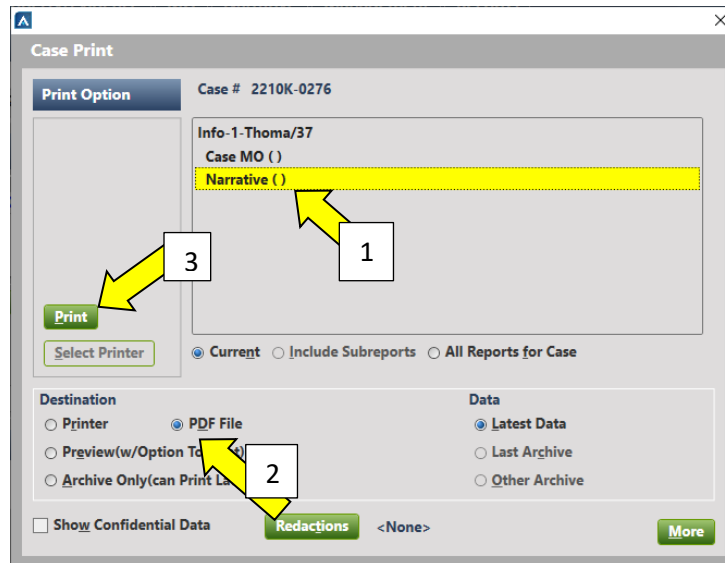 Case Print
Print Option
Case # 2210K-0276
Info-1-Thoma/37
Case MO ( )
Narrative ( )
1
3
Print
Select Printer
Current Include Subreports All Reports for Case
Destination Data
Printer PDF File Latest Data
Preview(w/Option Last Archive
Archive Only(can Print Other Archive
2
Show Confidential Data Redactions <None> More